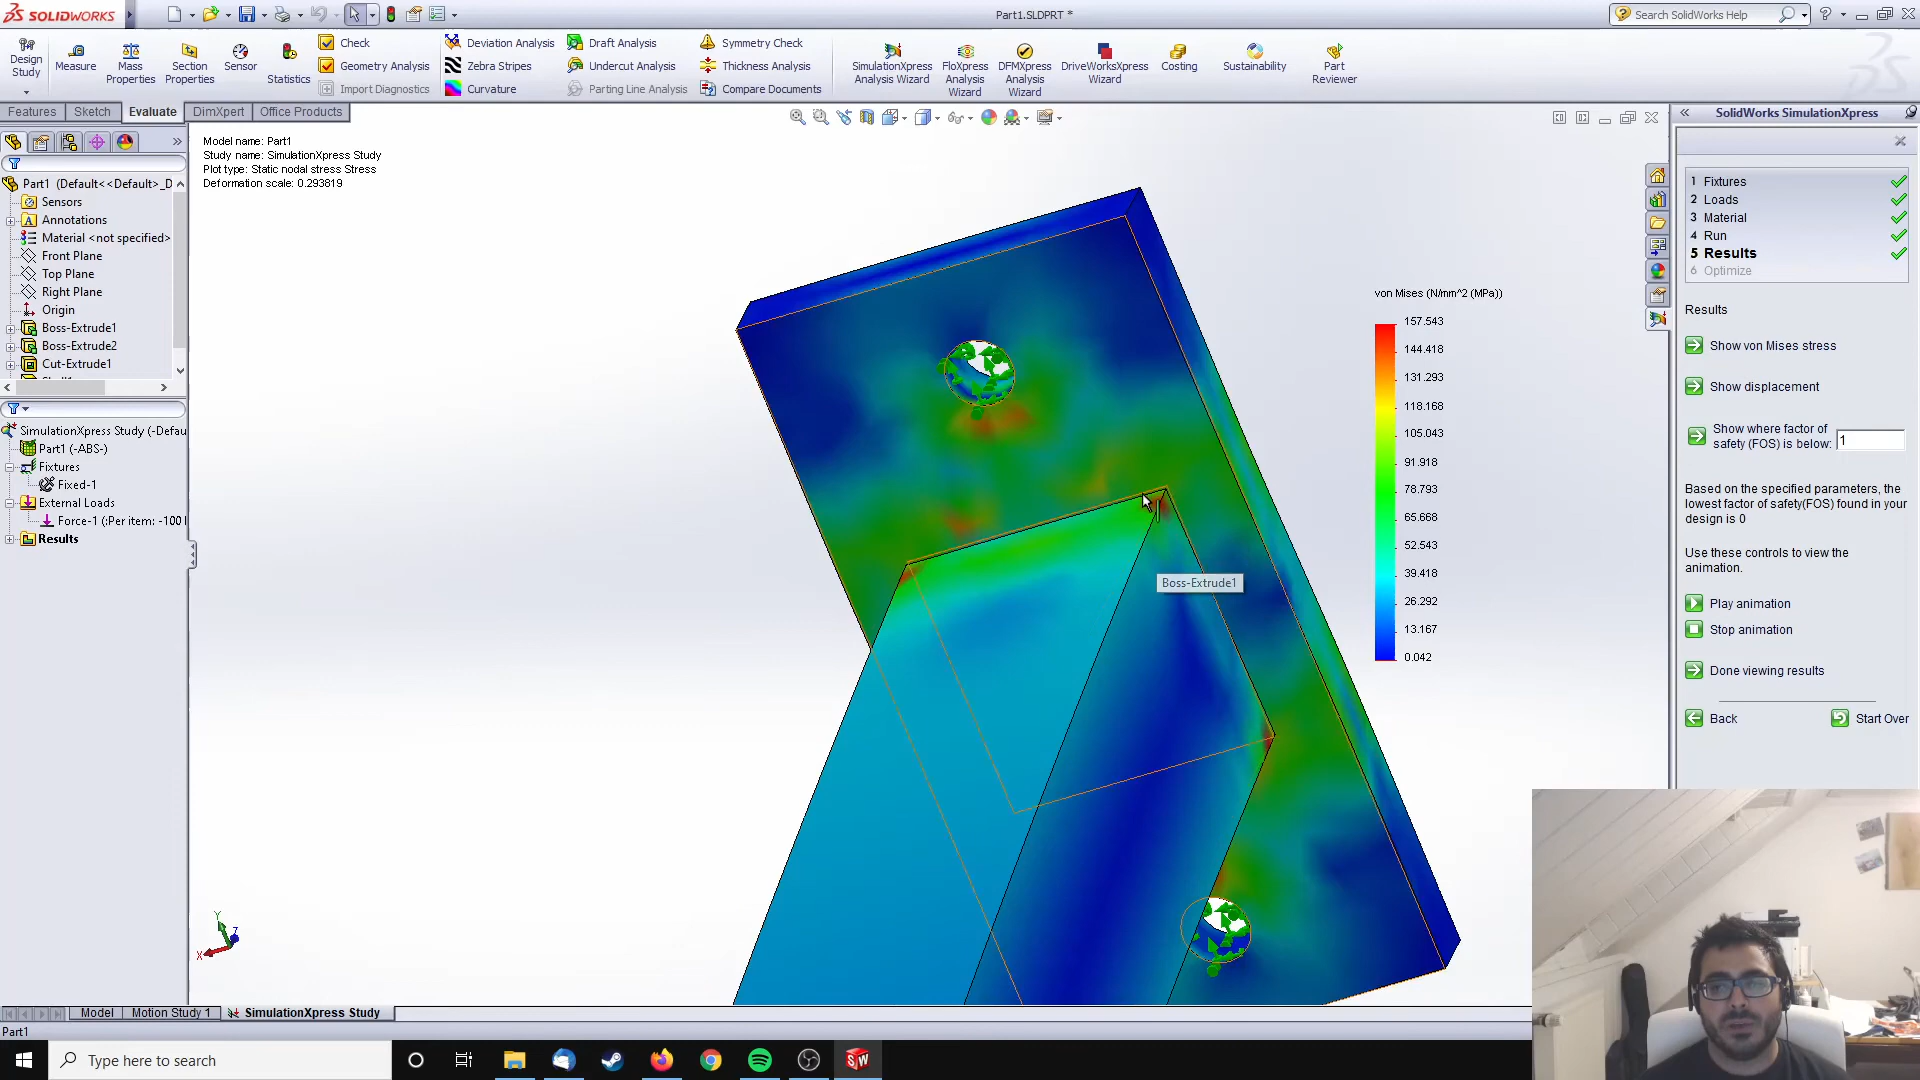 SOLIDWORKS
Part1.SLDPRT *
Search SolidWorks Help
Design Study
Measure
Mass Properties
Section Properties
Sensor
Statistics
Check
Geometry Analysis
Import Diagnostics
Deviation Analysis
Zebra Stripes
Curvature
Draft Analysis
Undercut Analysis
Parting Line Analysis
Symmetry Check
Thickness Analysis
Compare Documents
SimulationXpress Analysis Wizard
FloXpress Analysis Wizard
DFMXpress Analysis Wizard
DriveWorksXpress Wizard
Costing
Sustainability
Part Reviewer
Features
Sketch
Evaluate
DimXpert
Office Products
Part1 (Default<<Default>_D
Sensors
Annotations
Material <not specified>
Front Plane
Top Plane
Right Plane
Origin
Boss-Extrude1
Boss-Extrude2
Cut-Extrude1
SimulationXpress Study (-Defau
Part1 (-ABS-)
Fixtures
Fixed-1
External Loads
Force-1 (:Per item: -100
Results
Model name: Part1
Study name: SimulationXpress Study
Plot type: Static nodal stress Stress
Deformation scale: 0.293819
von Mises (N/mm^2 (MPa))
157.543
144.418
131.293
118.168
105.043
91.918
78.793
65.668
52.543
39.418
26.292
13.167
0.042
Boss-Extrude1
Y
Z
X
SolidWorks SimulationXpress
1 Fixtures
2 Loads
3 Material
4 Run
5 Results
6 Optimize
Results
Show von Mises stress
Show displacement
Show where factor of
safety (FOS) is below: 1
Based on the specified parameters, the
lowest factor of safety(FOS) found in your
design is 0
Use these controls to view the
animation.
Play animation
Stop animation
Done viewing results
Back
Start Over
Model
Motion Study 1
SimulationXpress Study
Part1
Type here to search
SW